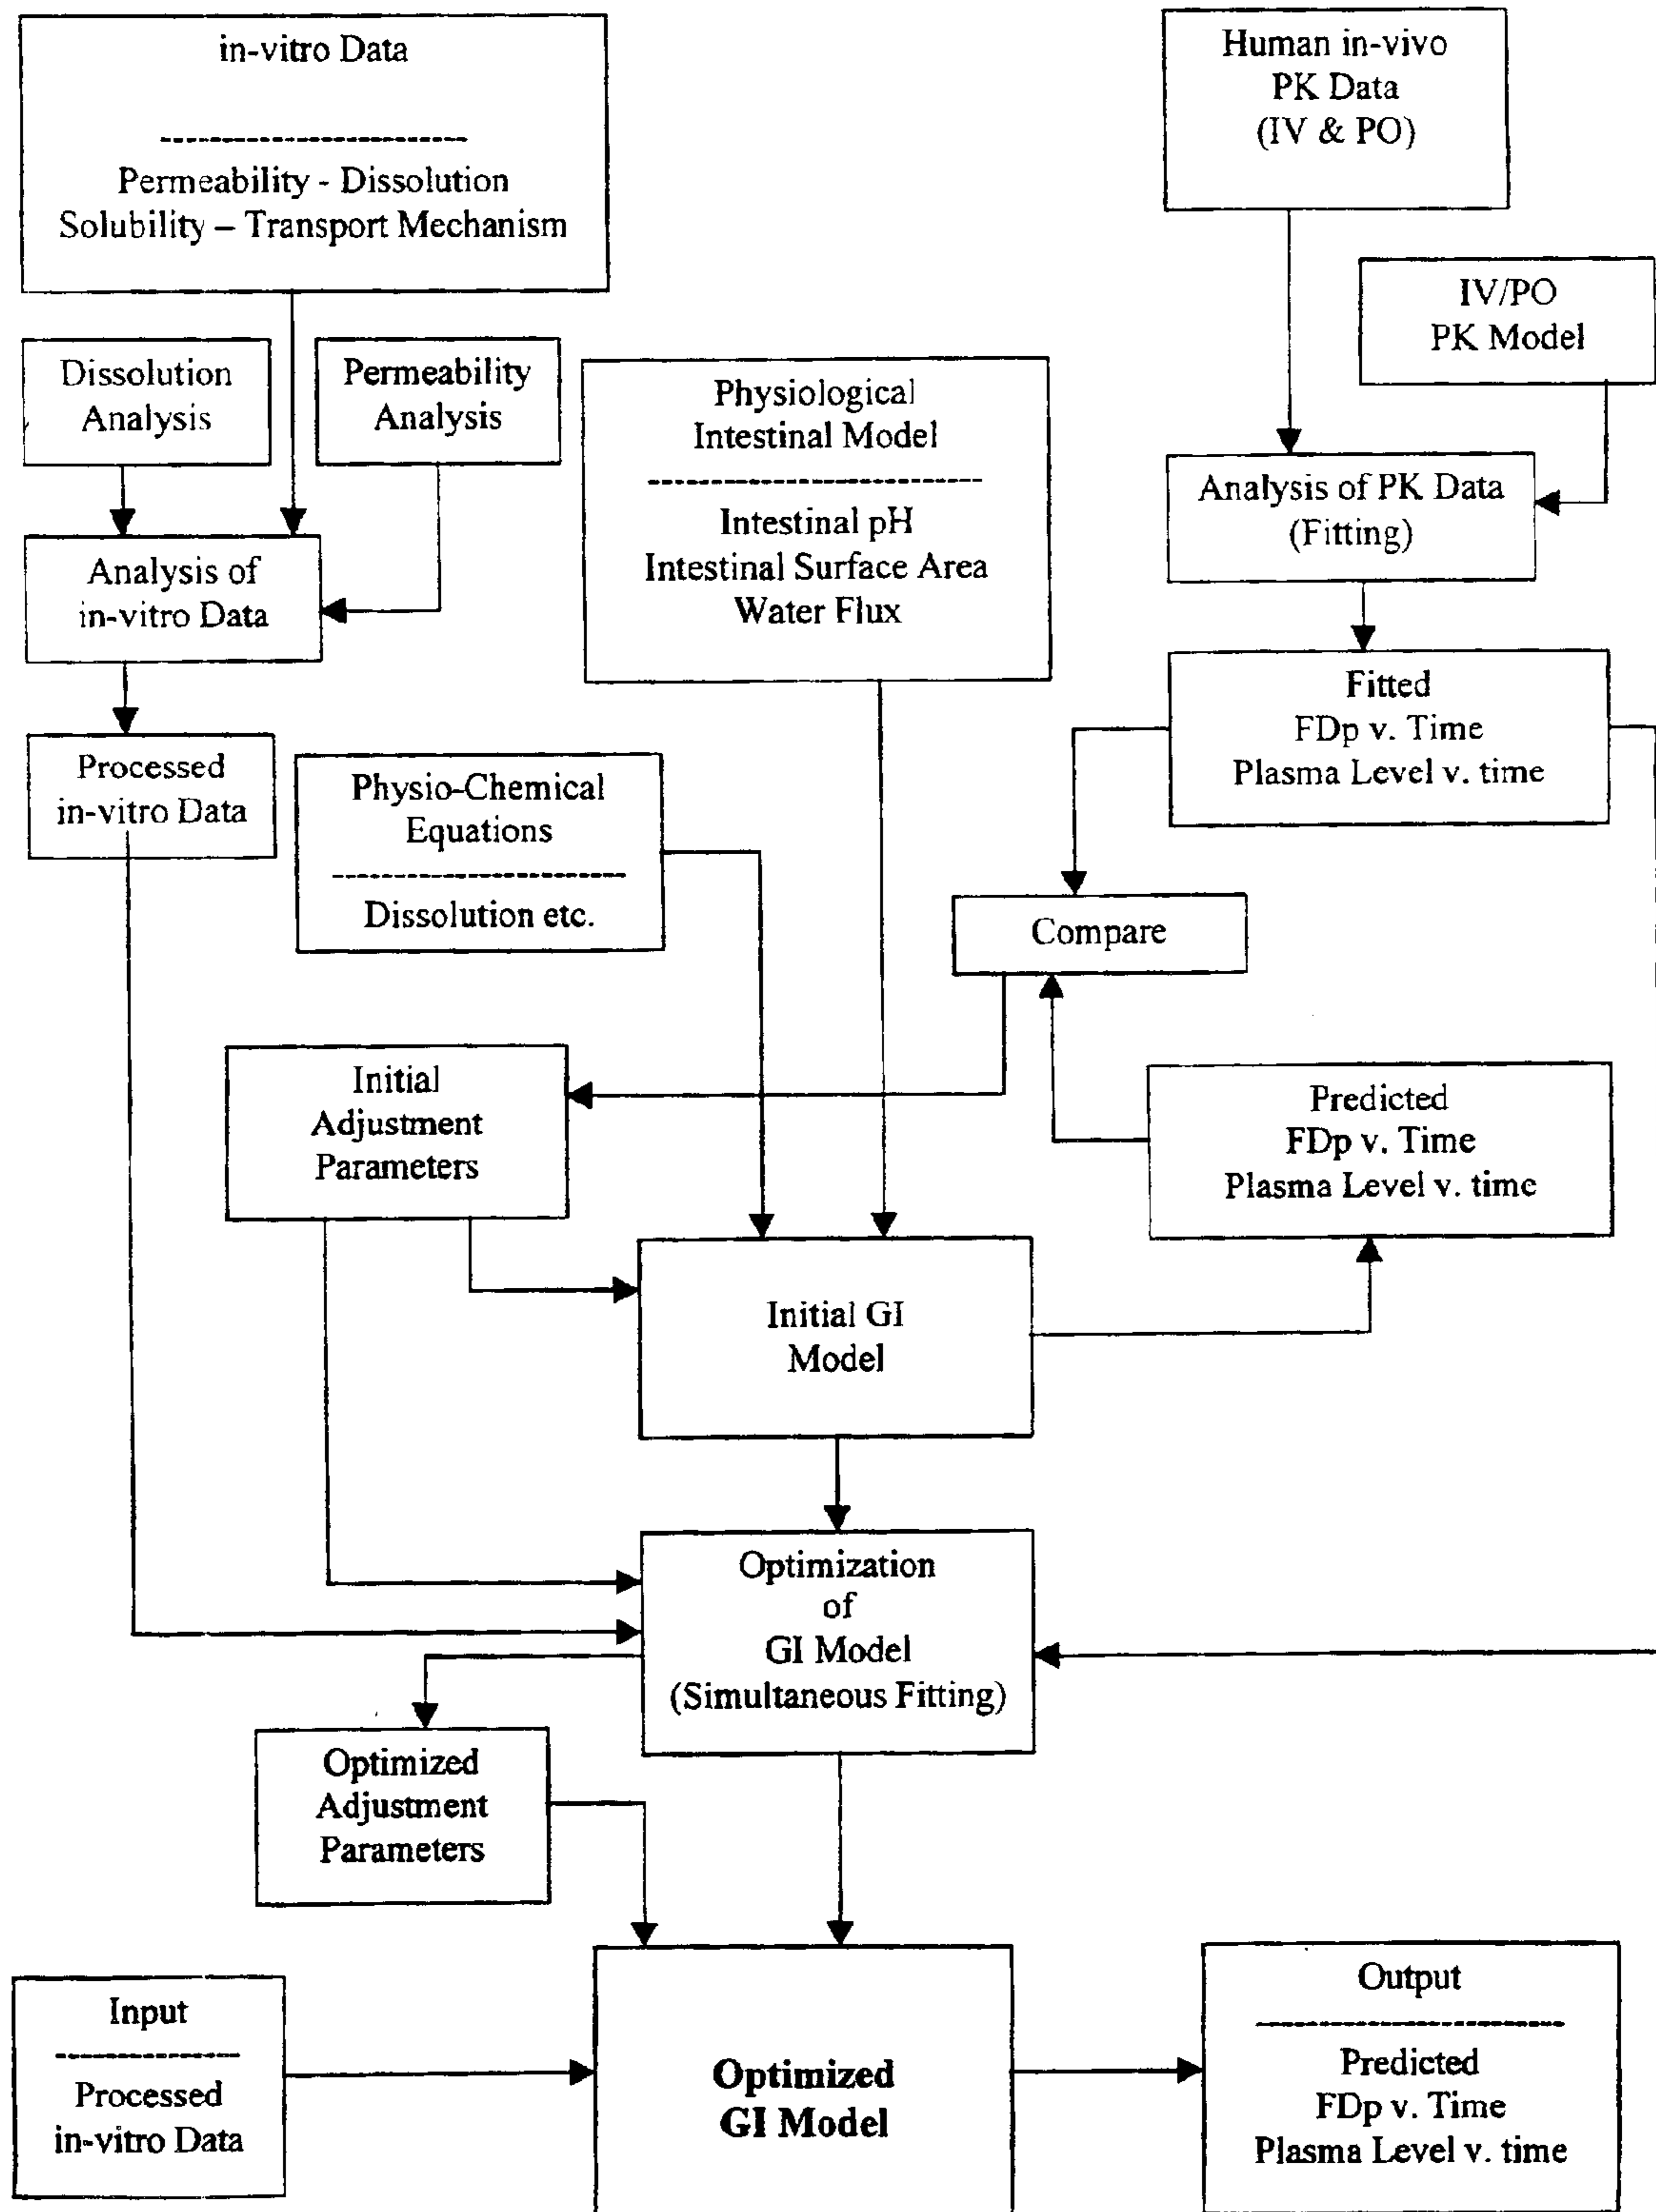 in-vitro Data
Permeability - Dissolution
Solubility – Transport Mechanism
Human in-vivo
PK Data
(IV & PO)
IV/PO
PK Model
Dissolution
Analysis
Permeability
Analysis
Physiological
Intestinal Model
Intestinal pH
Intestinal Surface Area
Water Flux
Analysis of PK Data
(Fitting)
Analysis of
in-vitro Data
Fitted
FDp v. Time
Plasma Level v. time
Processed
in-vitro Data
Physio-Chemical
Equations
Dissolution etc.
Compare
Initial
Adjustment
Parameters
Predicted
FDp v. Time
Plasma Level v. time
Initial GI
Model
Optimization
of
GI Model
(Simultaneous Fitting)
Optimized
Adjustment
Parameters
Input
Processed
in-vitro Data
Optimized
GI Model
Output
Predicted
FDp v. Time
Plasma Level v. time